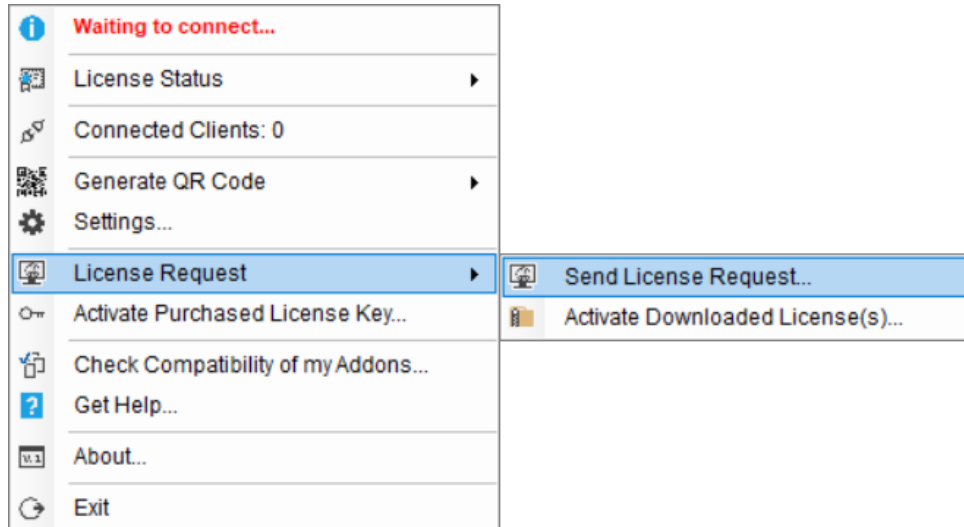 Waiting to connect...
License Status
Connected Clients: 0
Generate QR Code
Settings...
License Request
Send License Request...
Activate Purchased License Key...
Activate Downloaded License(s)...
Check Compatibility of my Addons...
Get Help...
About...
Exit